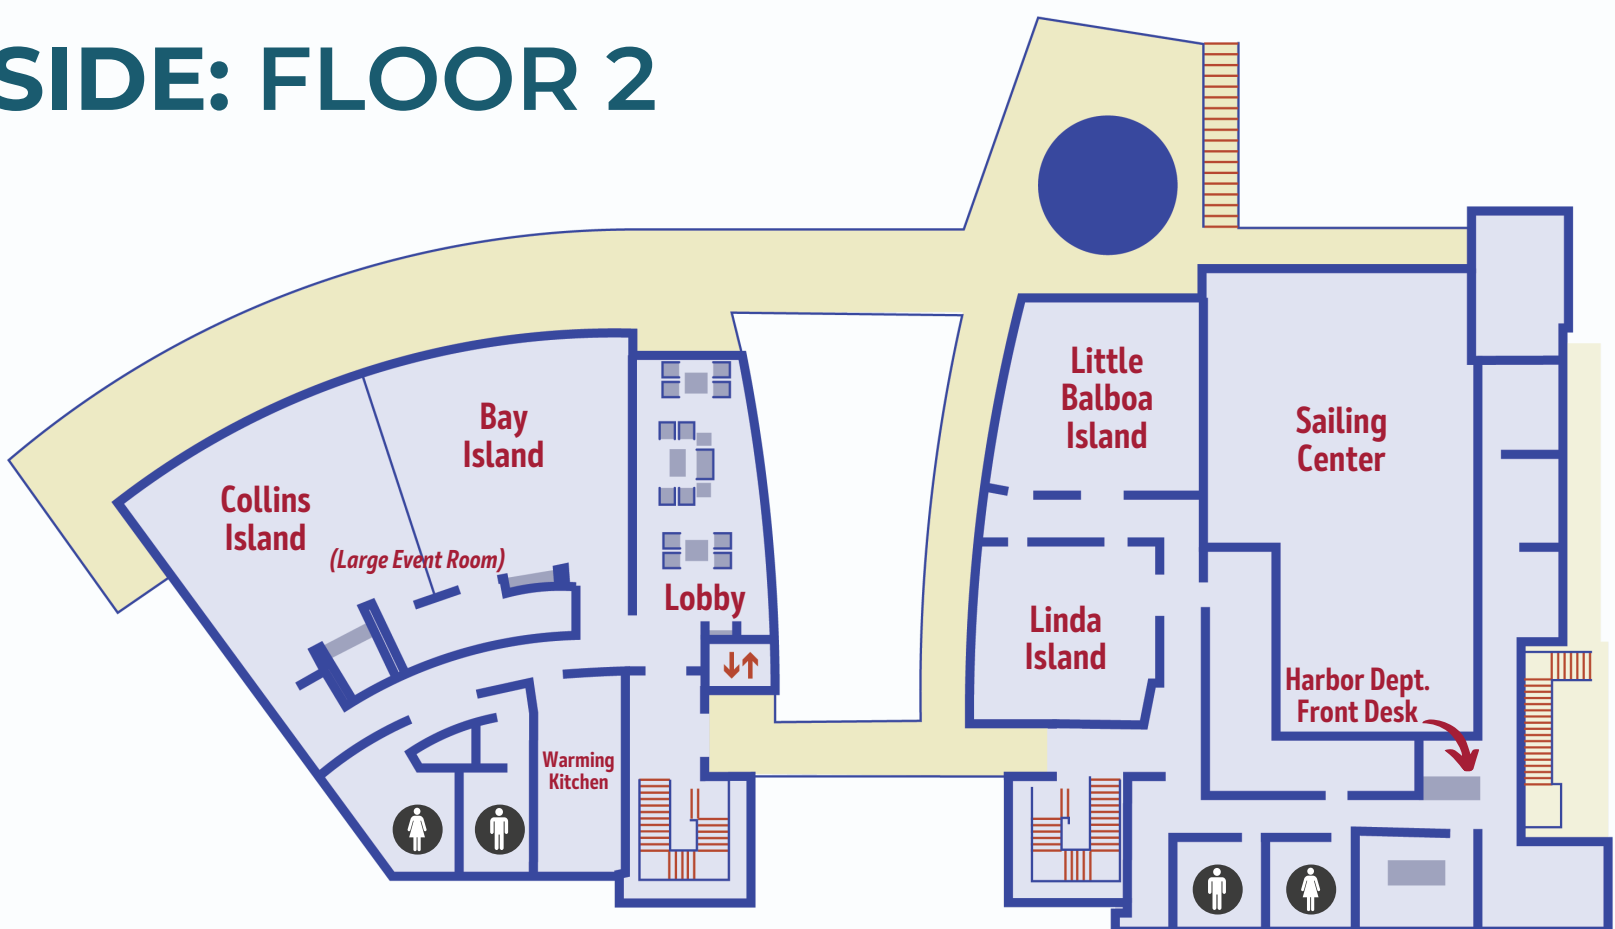 SIDE: FLOOR 2
Little
Balboa
Island
Bay
Island
Sailing
Center
Collins
Island
(Large Event Room)
Lobby
Linda
Island
Harbor Dept.
Front Desk
Warming
Kitchen